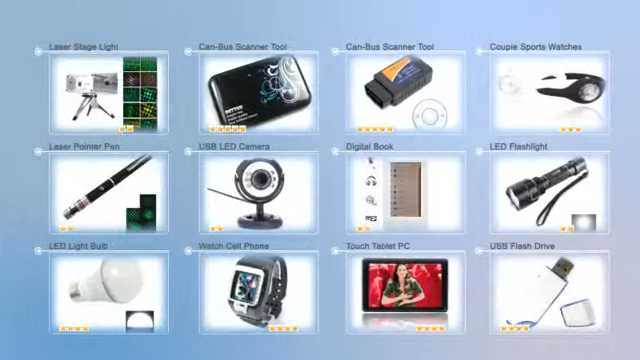 Laser Stage Light
Can-Bus Scanner Tool
Can-Bus Scanner Tool
Couple Sports Watches
Laser Pointer Pen
USB LED Camera
Digital Book
LED Flashlight
LED Light Bulb
Watch Cell Phone
Touch Tablet PC
USB Flash Drive